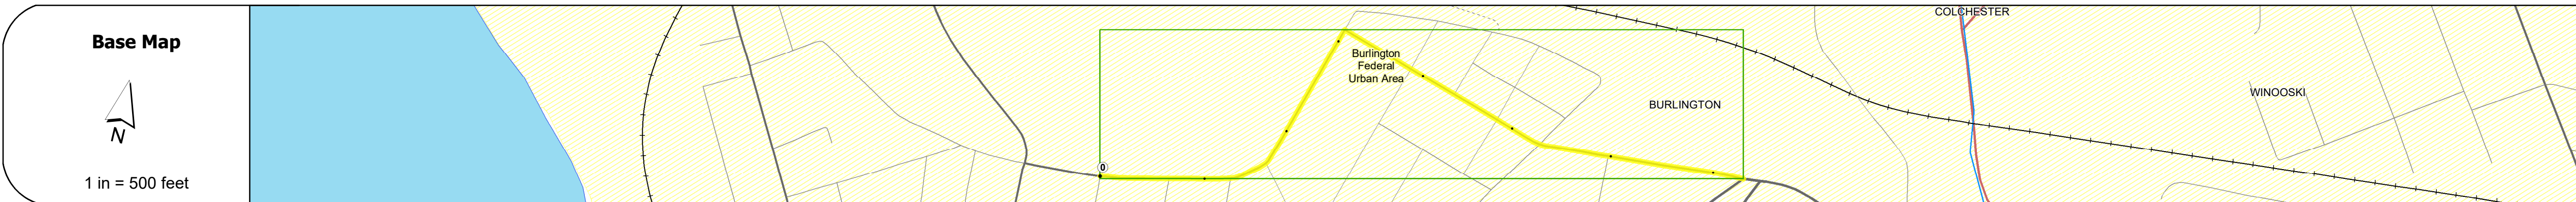 Base Map
N
1 in = 500 feet
0
Burlington
Federal
Urban Area
BURLINGTON
COLCHESTER
WINOOSKI